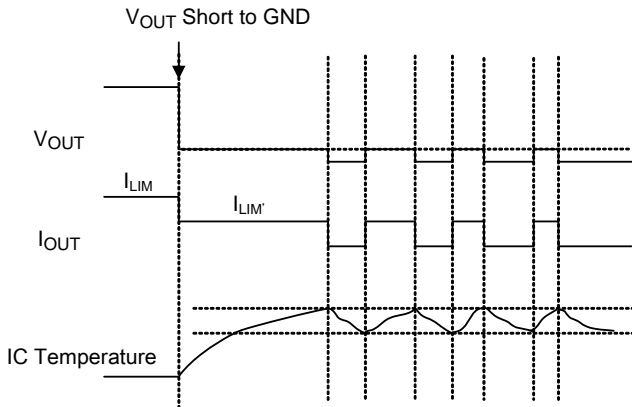 VOUT Short to GND
VOUT
ILIM
ILIM'
IOUT
IC Temperature